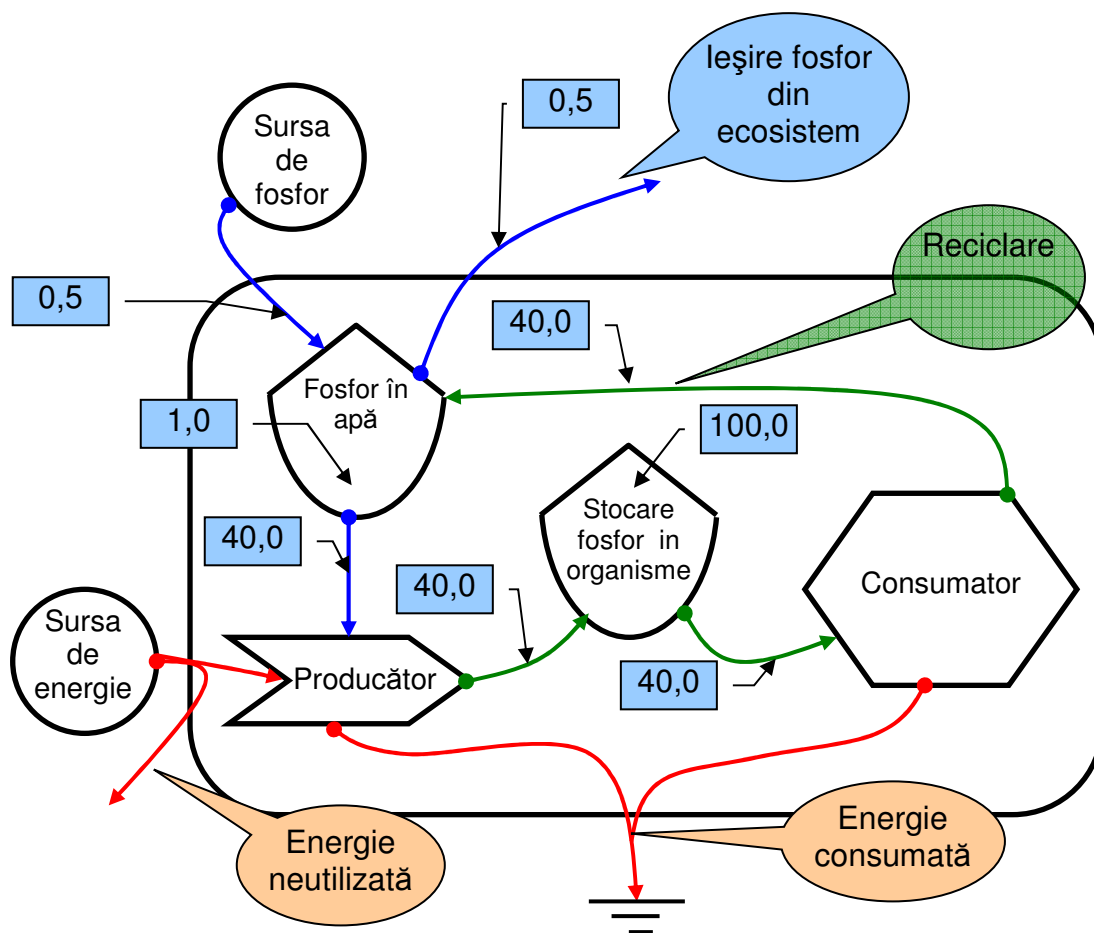 Ieşire fosfor
din
ecosistem
0,5
Sursa
de
fosfor
Reciclare
0,5
40,0
Fosfor în
apă
1,0
100,0
Stocare
fosfor in
organisme
40,0
40,0
Consumator
Sursa
de
energie
Producător
40,0
Energie
neutilizată
Energie
consumată